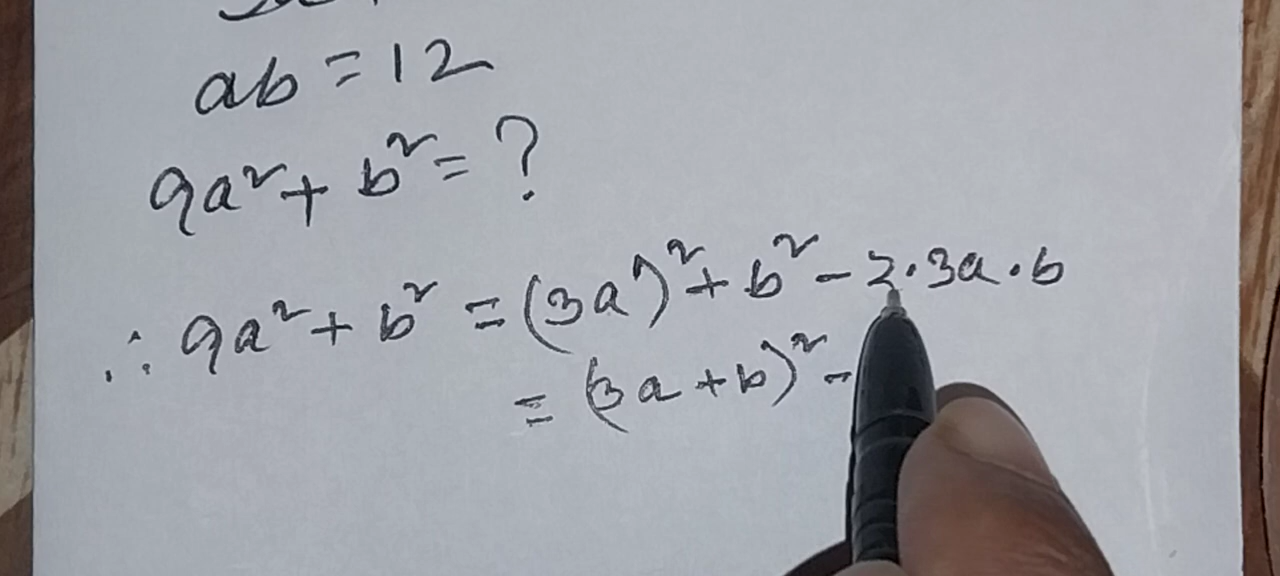 ab = 12
9a² + b² = ?
∴ 9a² + b² = (3a)² + b² - 2·3a·b
= (3a + b)² -